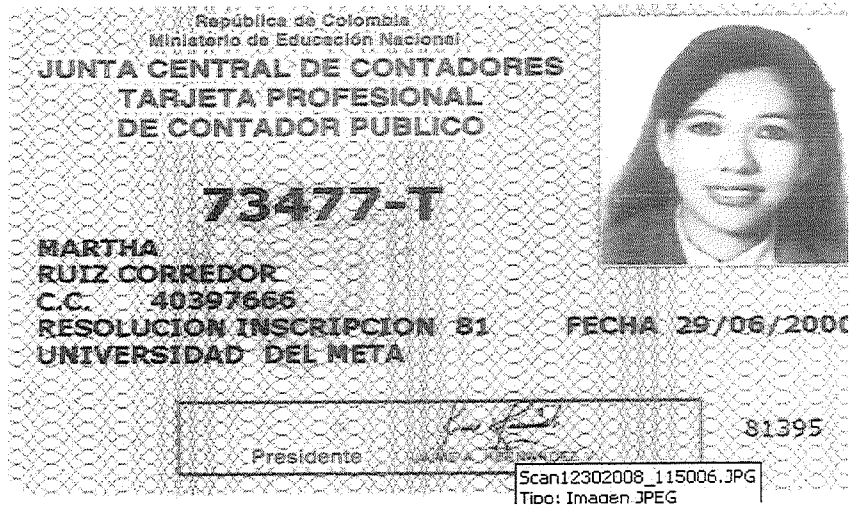 República de Colombia
Ministerio de Educación Nacional
JUNTA CENTRAL DE CONTADORES
TARJETA PROFESIONAL
DE CONTADOR PUBLICO
73477-T
MARTHA
RUIZ CORREDOR
C.C. 40397666
RESOLUCION INSCRIPCION 81 FECHA 29/06/2000
UNIVERSIDAD DEL META
81395
Presidente
Scan12302008_115006.JPG
Tipo: Imagen JPEG